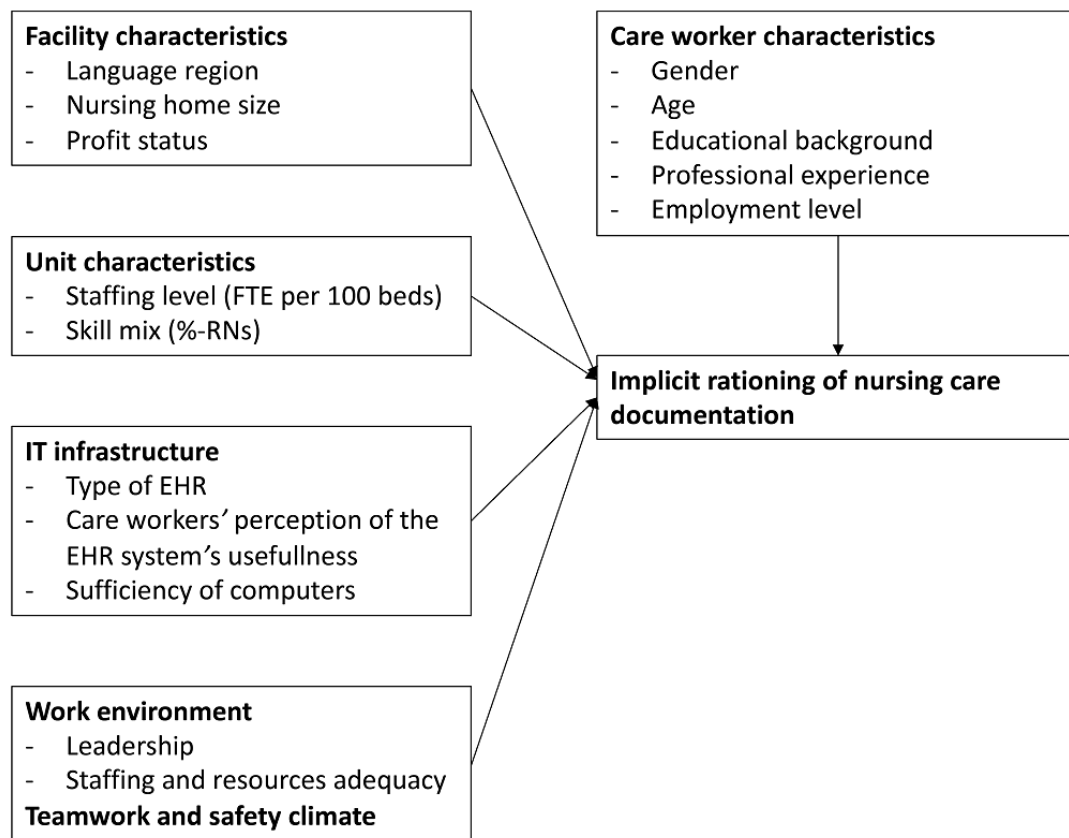 Facility characteristics
- Language region
- Nursing home size
- Profit status
Care worker characteristics
- Gender
- Age
- Educational background
- Professional experience
- Employment level
Unit characteristics
- Staffing level (FTE per 100 beds)
- Skill mix (%-RNs)
Implicit rationing of nursing care
documentation
IT infrastructure
- Type of EHR
- Care workers’ perception of the
EHR system’s usefullness
- Sufficiency of computers
Work environment
- Leadership
- Staffing and resources adequacy
Teamwork and safety climate